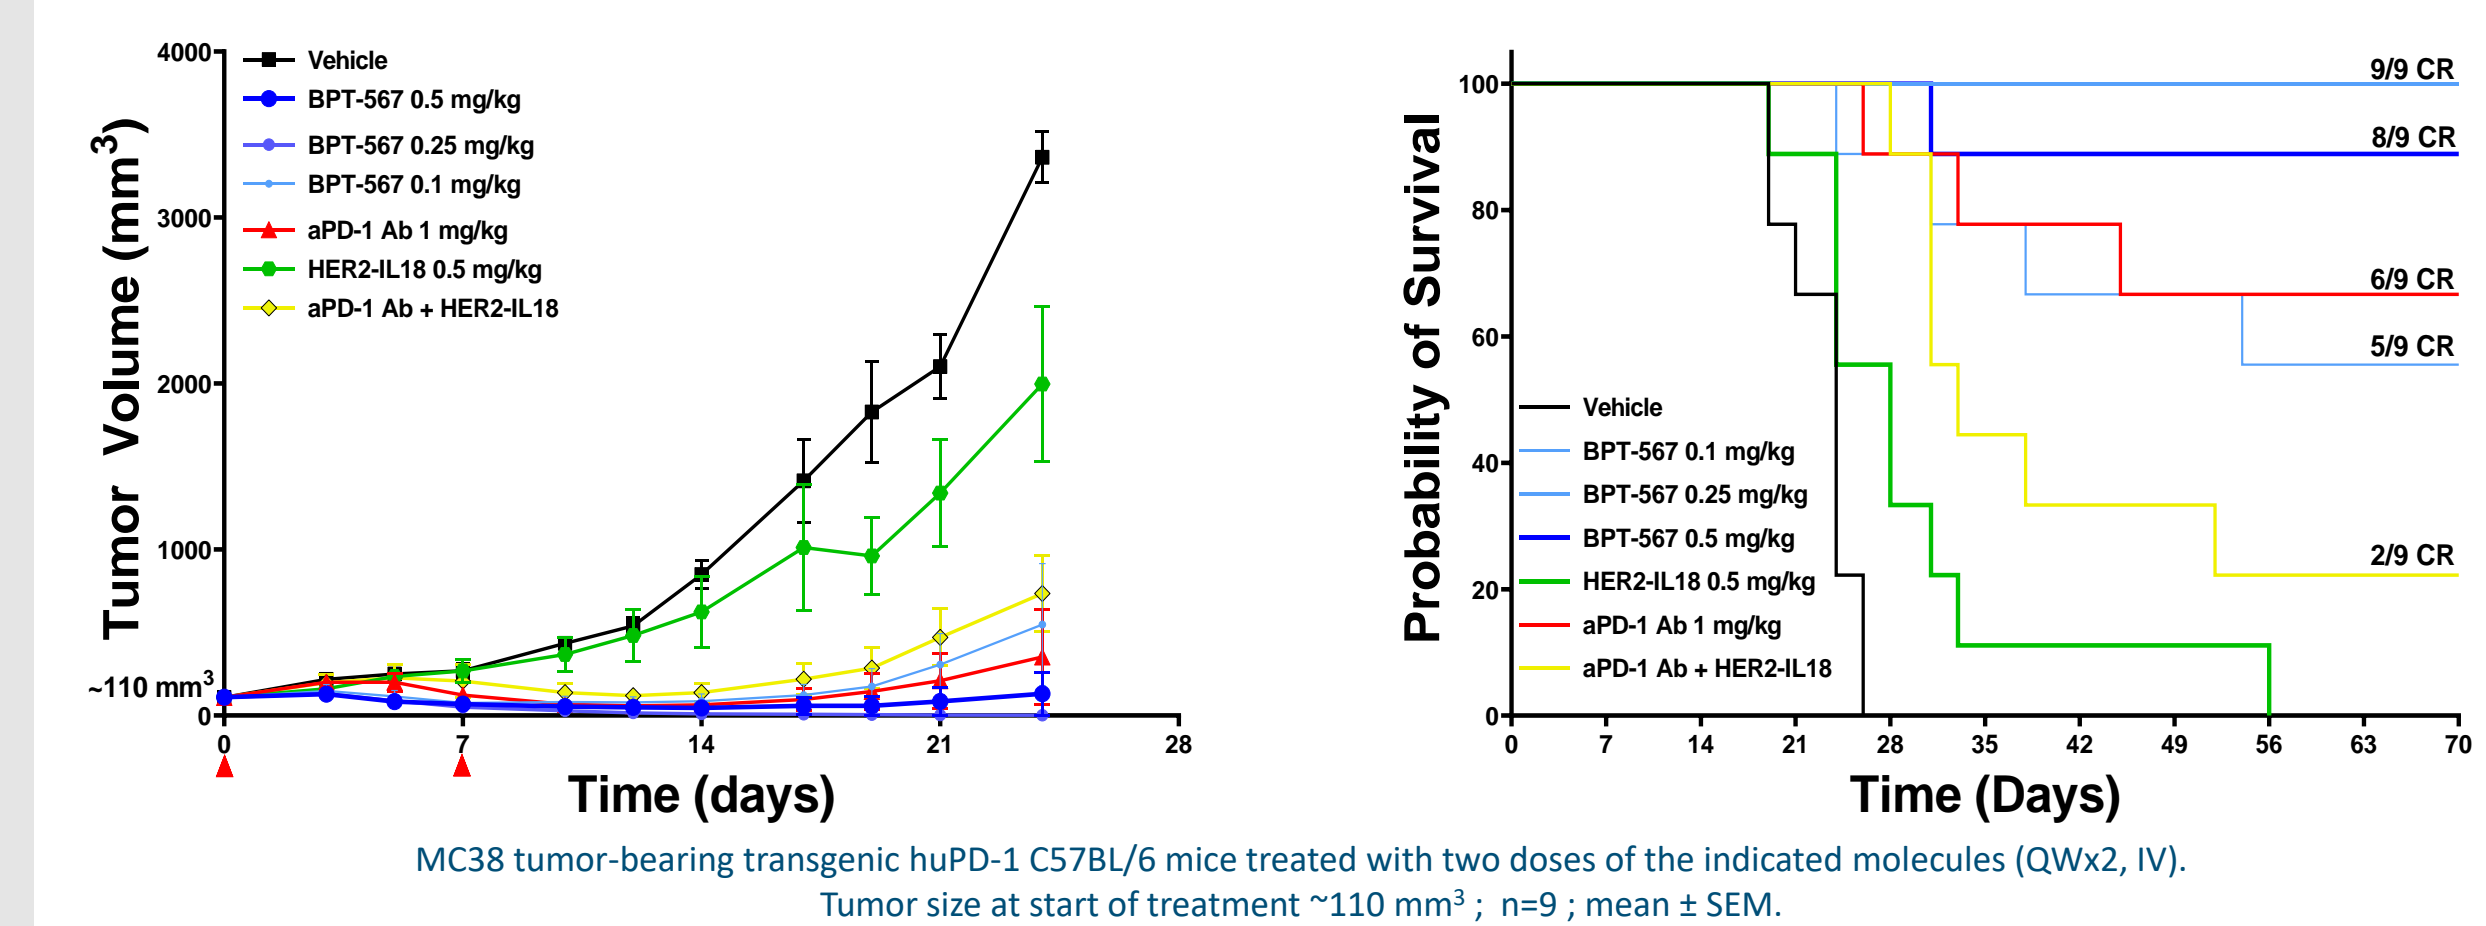 4000
3000
2000
1000
0
~110 mm³
Tumor Volume (mm³)
Vehicle
BPT-567 0.5 mg/kg
BPT-567 0.25 mg/kg
BPT-567 0.1 mg/kg
aPD-1 Ab 1 mg/kg
HER2-IL18 0.5 mg/kg
aPD-1 Ab + HER2-IL18
0 7 14 21 28
Time (days)
100
80
60
40
20
0
Probability of Survival
9/9 CR
8/9 CR
6/9 CR
5/9 CR
2/9 CR
Vehicle
BPT-567 0.1 mg/kg
BPT-567 0.25 mg/kg
BPT-567 0.5 mg/kg
HER2-IL18 0.5 mg/kg
aPD-1 Ab 1 mg/kg
aPD-1 Ab + HER2-IL18
0 7 14 21 28 35 42 49 56 63 70
Time (Days)
MC38 tumor-bearing transgenic huPD-1 C57BL/6 mice treated with two doses of the indicated molecules (QWx2, IV).
Tumor size at start of treatment ~110 mm³ ; n=9 ; mean ± SEM.